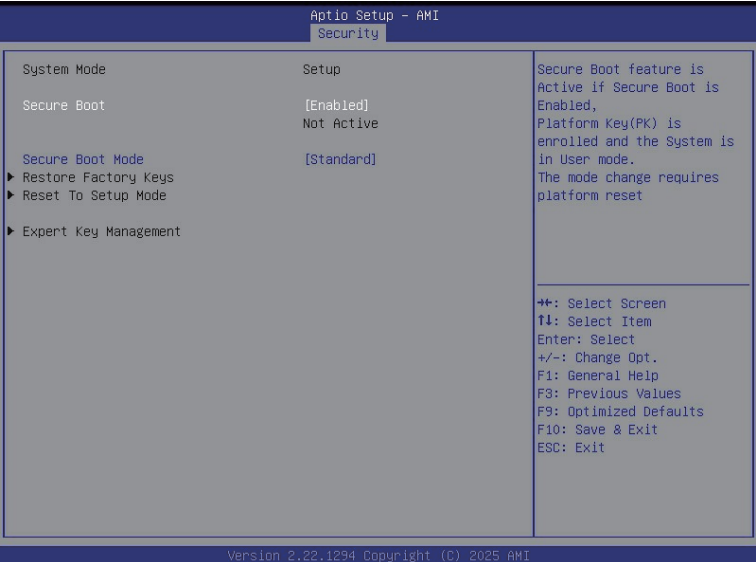 Aptio Setup – AMI
Security
System Mode Setup
Secure Boot [Enabled]
Not Active
Secure Boot Mode [Standard]
▶ Restore Factory Keys
▶ Reset To Setup Mode
▶ Expert Key Management
Secure Boot feature is
Active if Secure Boot is
Enabled,
Platform Key(PK) is
enrolled and the System is
in User mode.
The mode change requires
platform reset
→←: Select Screen
↑↓: Select Item
Enter: Select
+/-: Change Opt.
F1: General Help
F3: Previous Values
F9: Optimized Defaults
F10: Save & Exit
ESC: Exit
Version 2.22.1294 Copyright (C) 2025 AMI